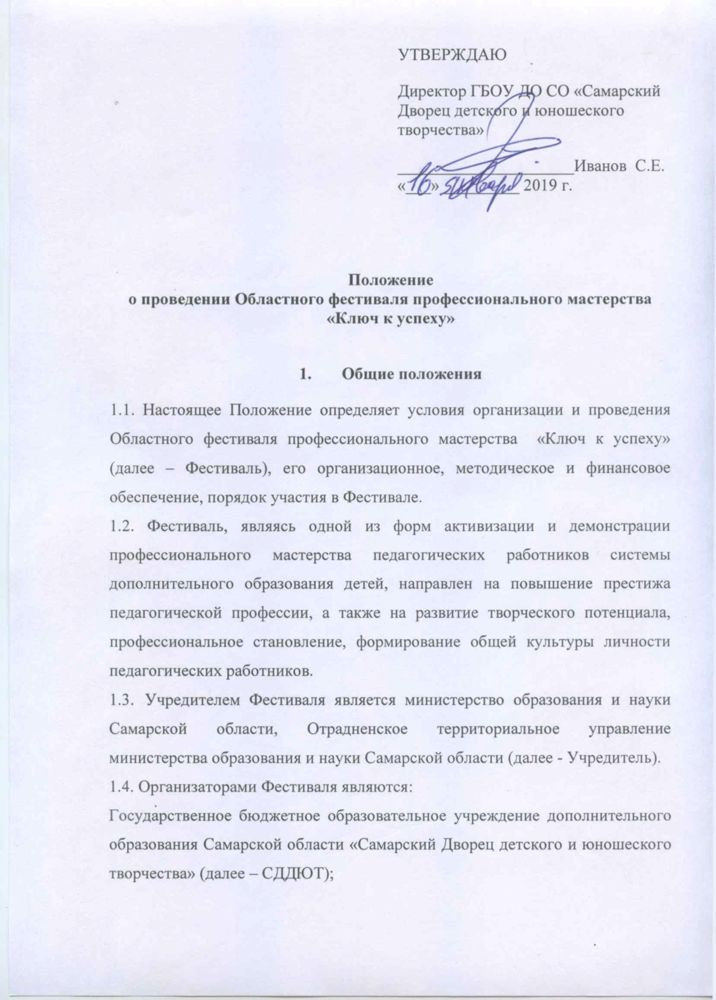 УТВЕРЖДАЮ
Директор ГБОУ ДО СО «Самарский
Дворец детского и юношеского
творчества»
____________________Иванов С.Е.
«16» января 2019 г.
Положение
о проведении Областного фестиваля профессионального мастерства
«Ключ к успеху»
1. Общие положения
1.1. Настоящее Положение определяет условия организации и проведения
Областного фестиваля профессионального мастерства «Ключ к успеху»
(далее – Фестиваль), его организационное, методическое и финансовое
обеспечение, порядок участия в Фестивале.
1.2. Фестиваль, являясь одной из форм активизации и демонстрации
профессионального мастерства педагогических работников системы
дополнительного образования детей, направлен на повышение престижа
педагогической профессии, а также на развитие творческого потенциала,
профессиональное становление, формирование общей культуры личности
педагогических работников.
1.3. Учредителем Фестиваля является министерство образования и науки
Самарской области, Отрадненское территориальное управление
министерства образования и науки Самарской области (далее - Учредитель).
1.4. Организаторами Фестиваля являются:
Государственное бюджетное образовательное учреждение дополнительного
образования Самарской области «Самарский Дворец детского и юношеского
творчества» (далее – СДДЮТ);